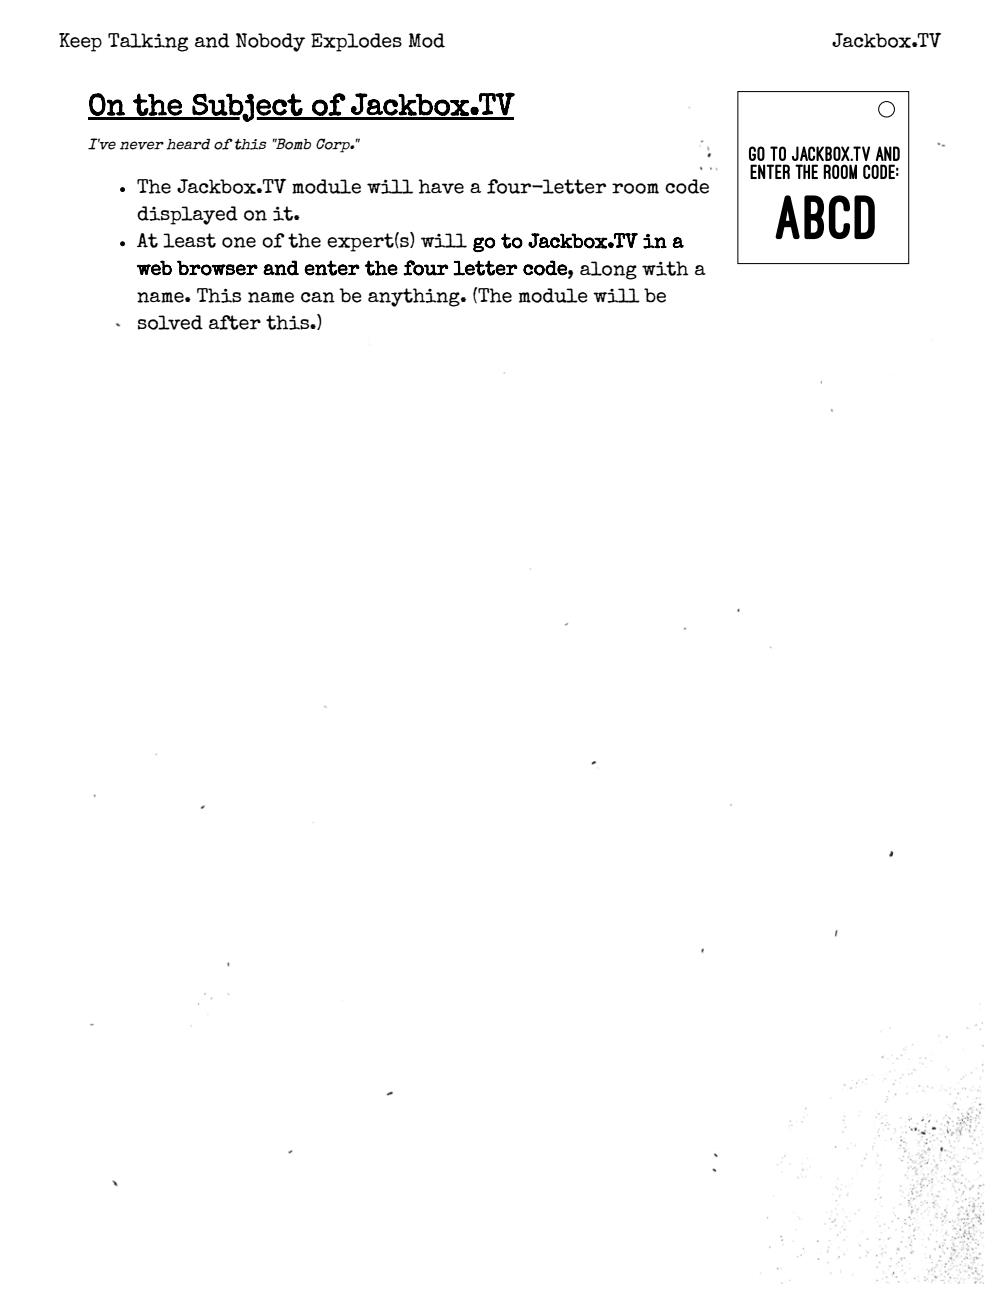 Keep Talking and Nobody Explodes Mod
Jackbox.TV
On the Subject of Jackbox.TV
I've never heard of this "Bomb Corp."
• The Jackbox.TV module will have a four-letter room code
displayed on it.
• At least one of the expert(s) will go to Jackbox.TV in a
web browser and enter the four letter code, along with a
name. This name can be anything. (The module will be
solved after this.)
GO TO JACKBOX.TV AND
ENTER THE ROOM CODE:
ABCD